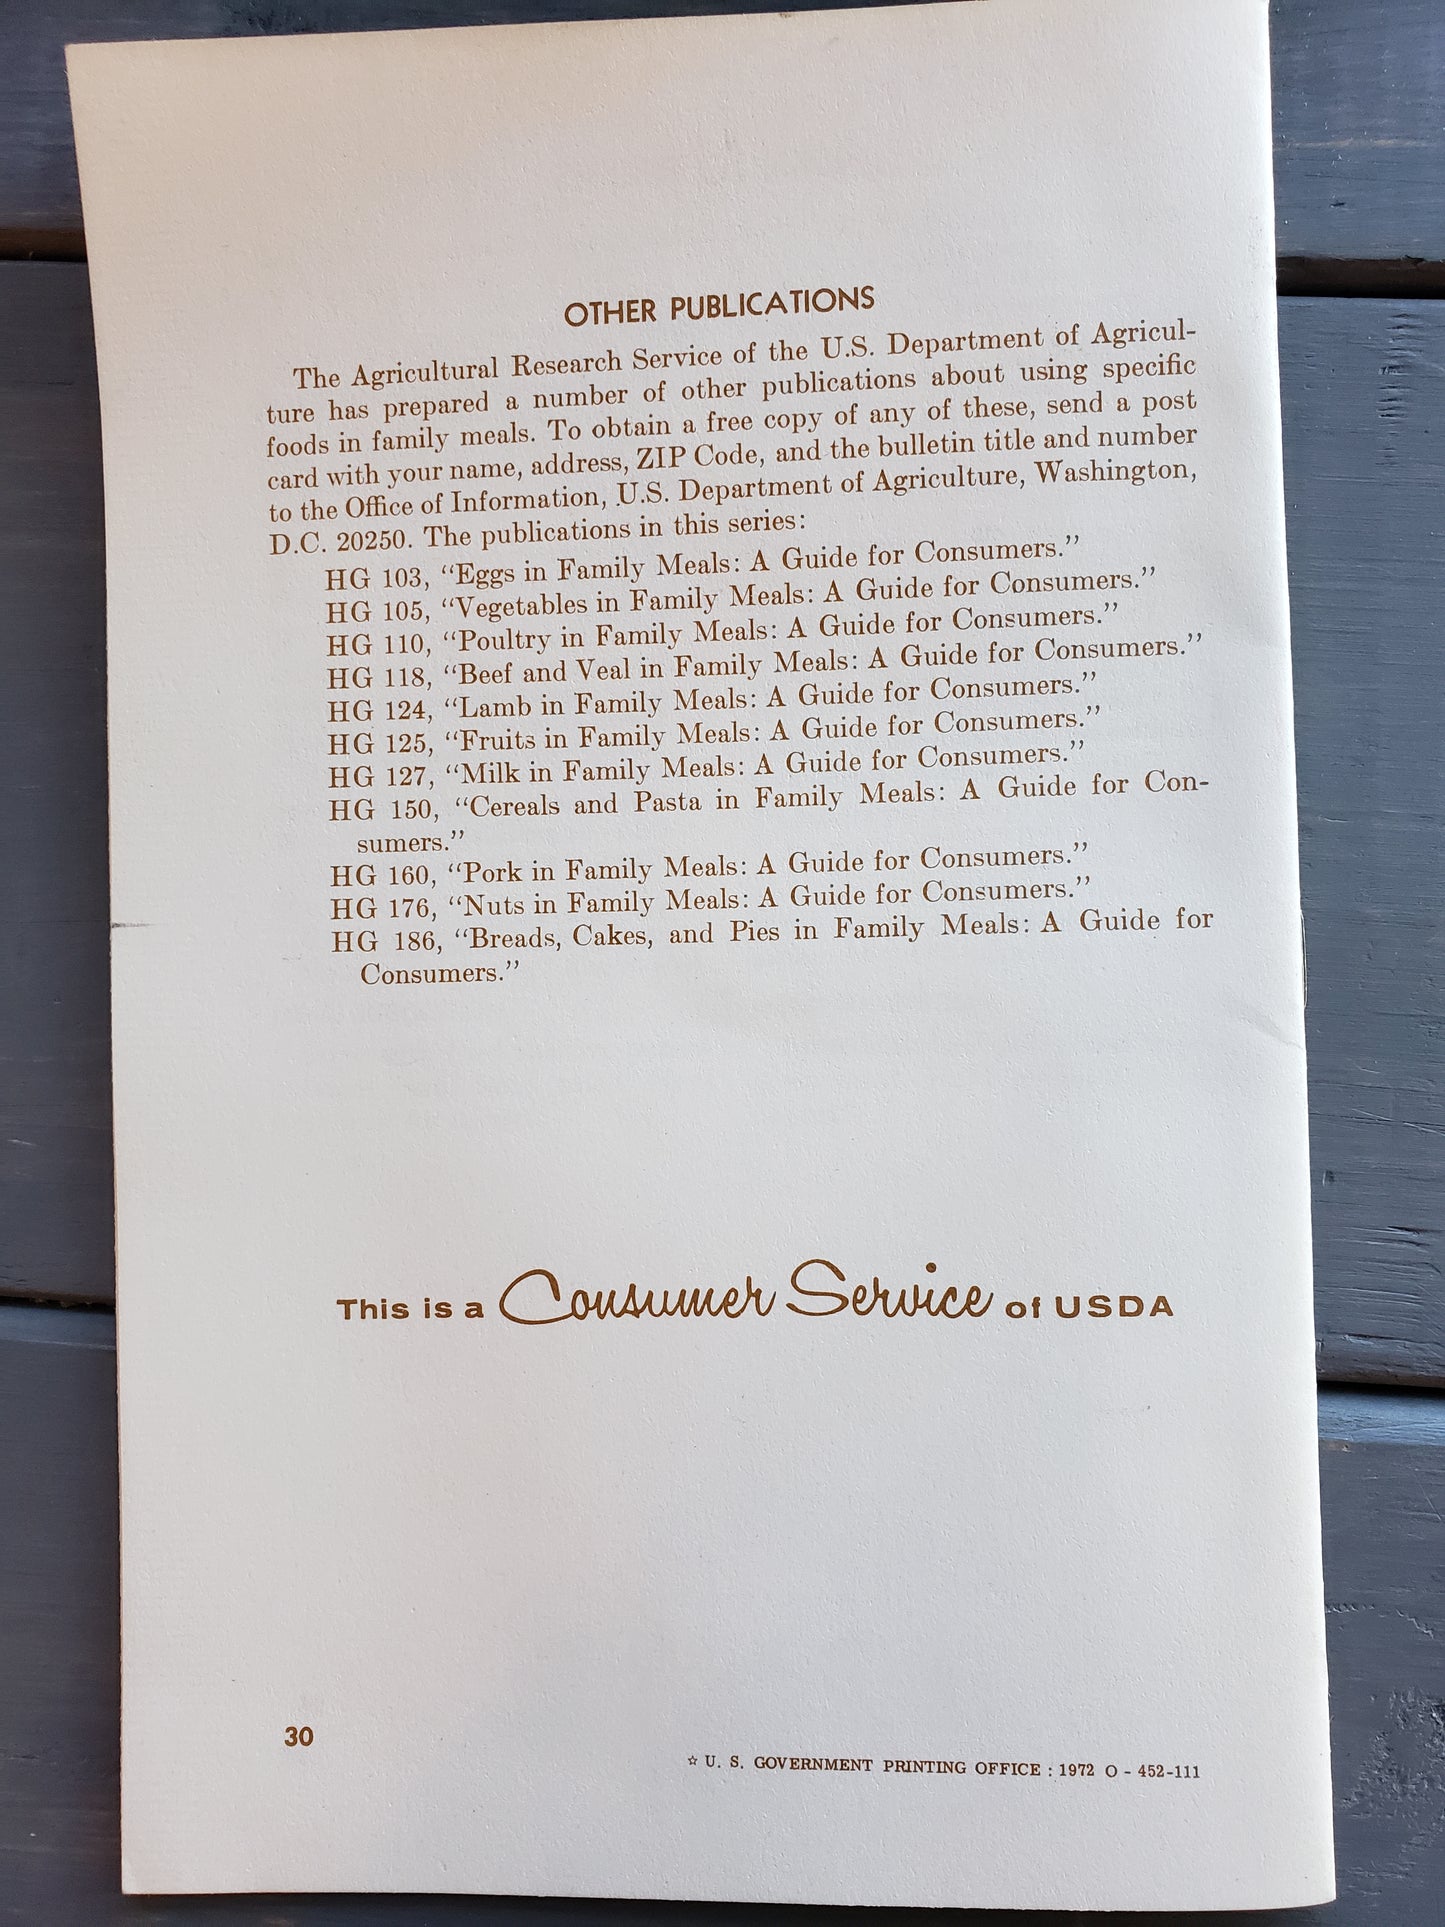 OTHER PUBLICATIONS
The Agricultural Research Service of the U.S. Department of Agricul-
ture has prepared a number of other publications about using specific
foods in family meals. To obtain a free copy of any of these, send a post
card with your name, address, ZIP Code, and the bulletin title and number
to the Office of Information, U.S. Department of Agriculture, Washington,
D.C. 20250. The publications in this series:
HG 103, “Eggs in Family Meals: A Guide for Consumers.”
HG 105, “Vegetables in Family Meals: A Guide for Consumers.”
HG 110, “Poultry in Family Meals: A Guide for Consumers.”
HG 118, “Beef and Veal in Family Meals: A Guide for Consumers.”
HG 124, “Lamb in Family Meals: A Guide for Consumers.”
HG 125, “Fruits in Family Meals: A Guide for Consumers.”
HG 127, “Milk in Family Meals: A Guide for Consumers.”
HG 150, “Cereals and Pasta in Family Meals: A Guide for Con-
sumers.”
HG 160, “Pork in Family Meals: A Guide for Consumers.”
HG 176, “Nuts in Family Meals: A Guide for Consumers.”
HG 186, “Breads, Cakes, and Pies in Family Meals: A Guide for
Consumers.”
This is a Consumer Service of USDA
30
☆ U. S. GOVERNMENT PRINTING OFFICE : 1972 O - 452-111